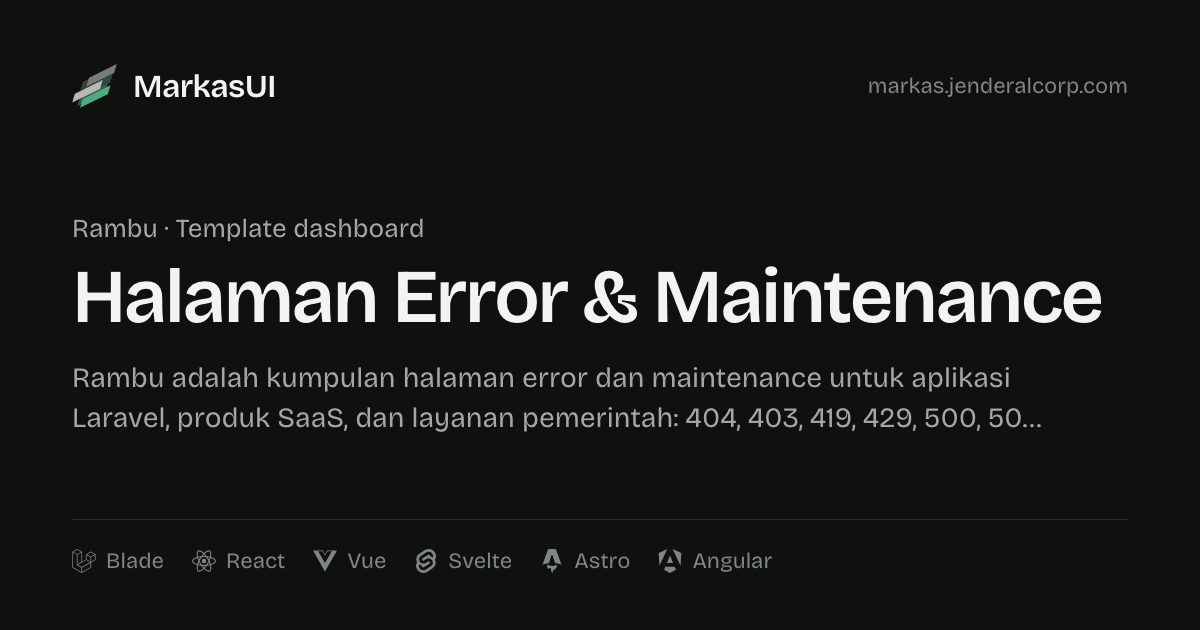 MarkasUI
markas.jenderalcorp.com
Rambu · Template dashboard
Halaman Error & Maintenance
Rambu adalah kumpulan halaman error dan maintenance untuk aplikasi
Laravel, produk SaaS, dan layanan pemerintah: 404, 403, 419, 429, 500, 50...
Blade React Vue Svelte Astro Angular